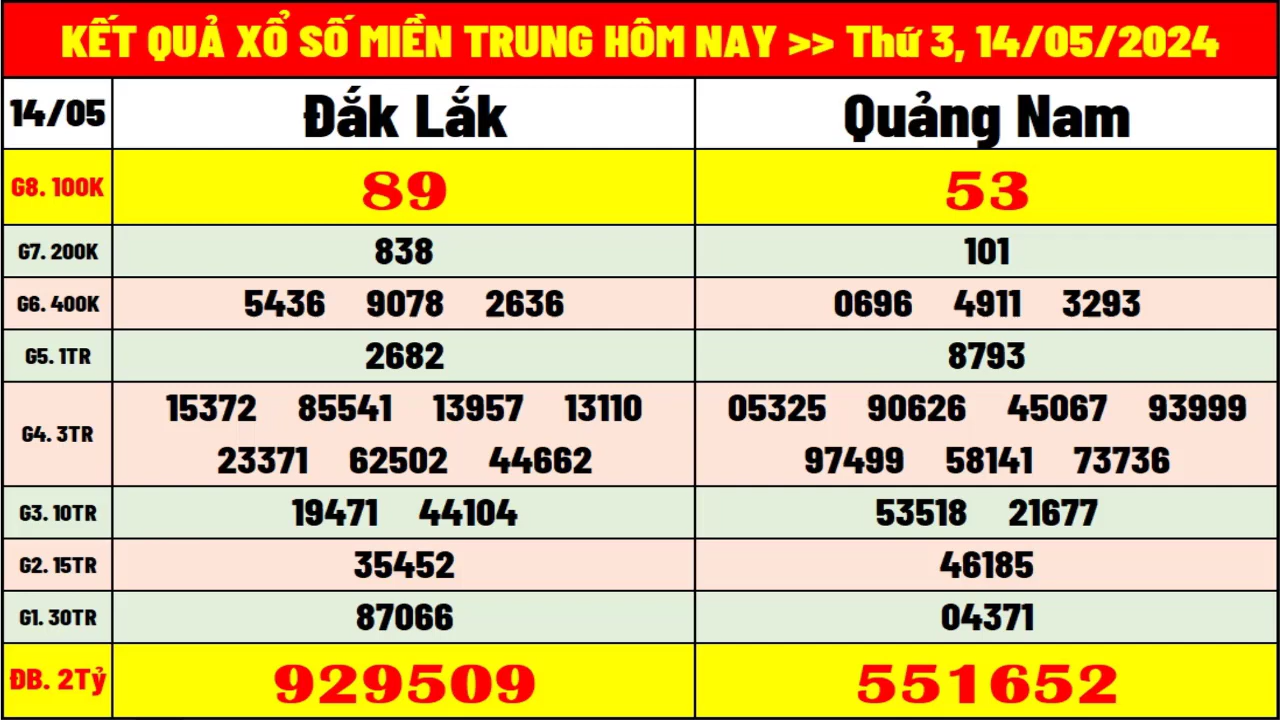 KẾT QUẢ XỔ SỐ MIỀN TRUNG HÔM NAY >> Thứ 3, 14/05/2024
14/05 Đắk Lắk Quảng Nam
G8. 100K 89 53
G7. 200K 838 101
G6. 400K 5436 9078 2636 0696 4911 3293
G5. 1TR 2682 8793
G4. 3TR 15372 85541 13957 13110 05325 90626 45067 93999
23371 62502 44662 97499 58141 73736
G3. 10TR 19471 44104 53518 21677
G2. 15TR 35452 46185
G1. 30TR 87066 04371
ĐB. 2Tỷ 929509 551652